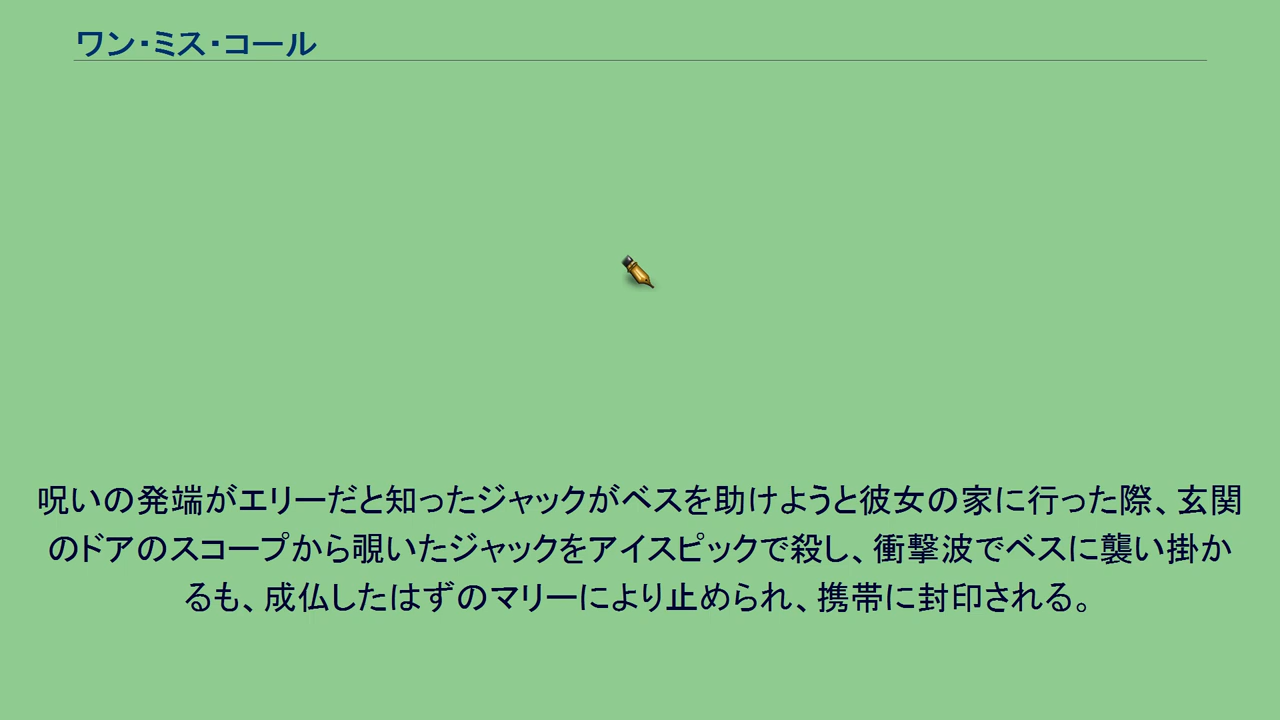 ワン・ミス・コール
呪いの発端がエリーだと知ったジャックがベスを助けようと彼女の家に行った際、玄関
のドアのスコープから覗いたジャックをアイスピックで殺し、衝撃波でベスに襲い掛か
るも、成仏したはずのマリーにより止められ、携帯に封印される。